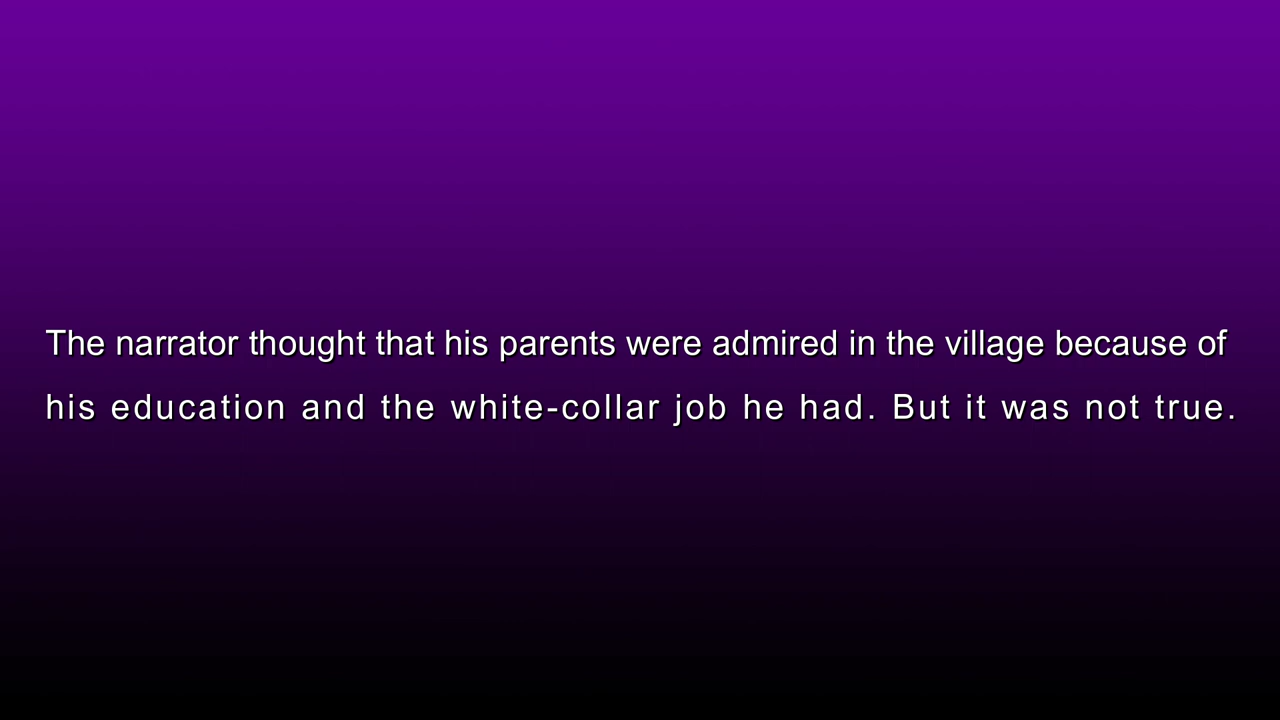 The narrator thought that his parents were admired in the village because of
his education and the white-collar job he had. But it was not true.